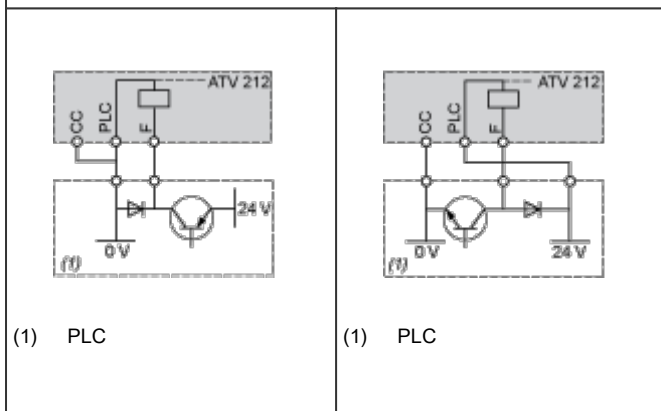 ATV 212
CC
PLC
F
24 V
0 V
(1)
(1) PLC
ATV 212
CC
PLC
F
0 V
24 V
(1)
(1) PLC